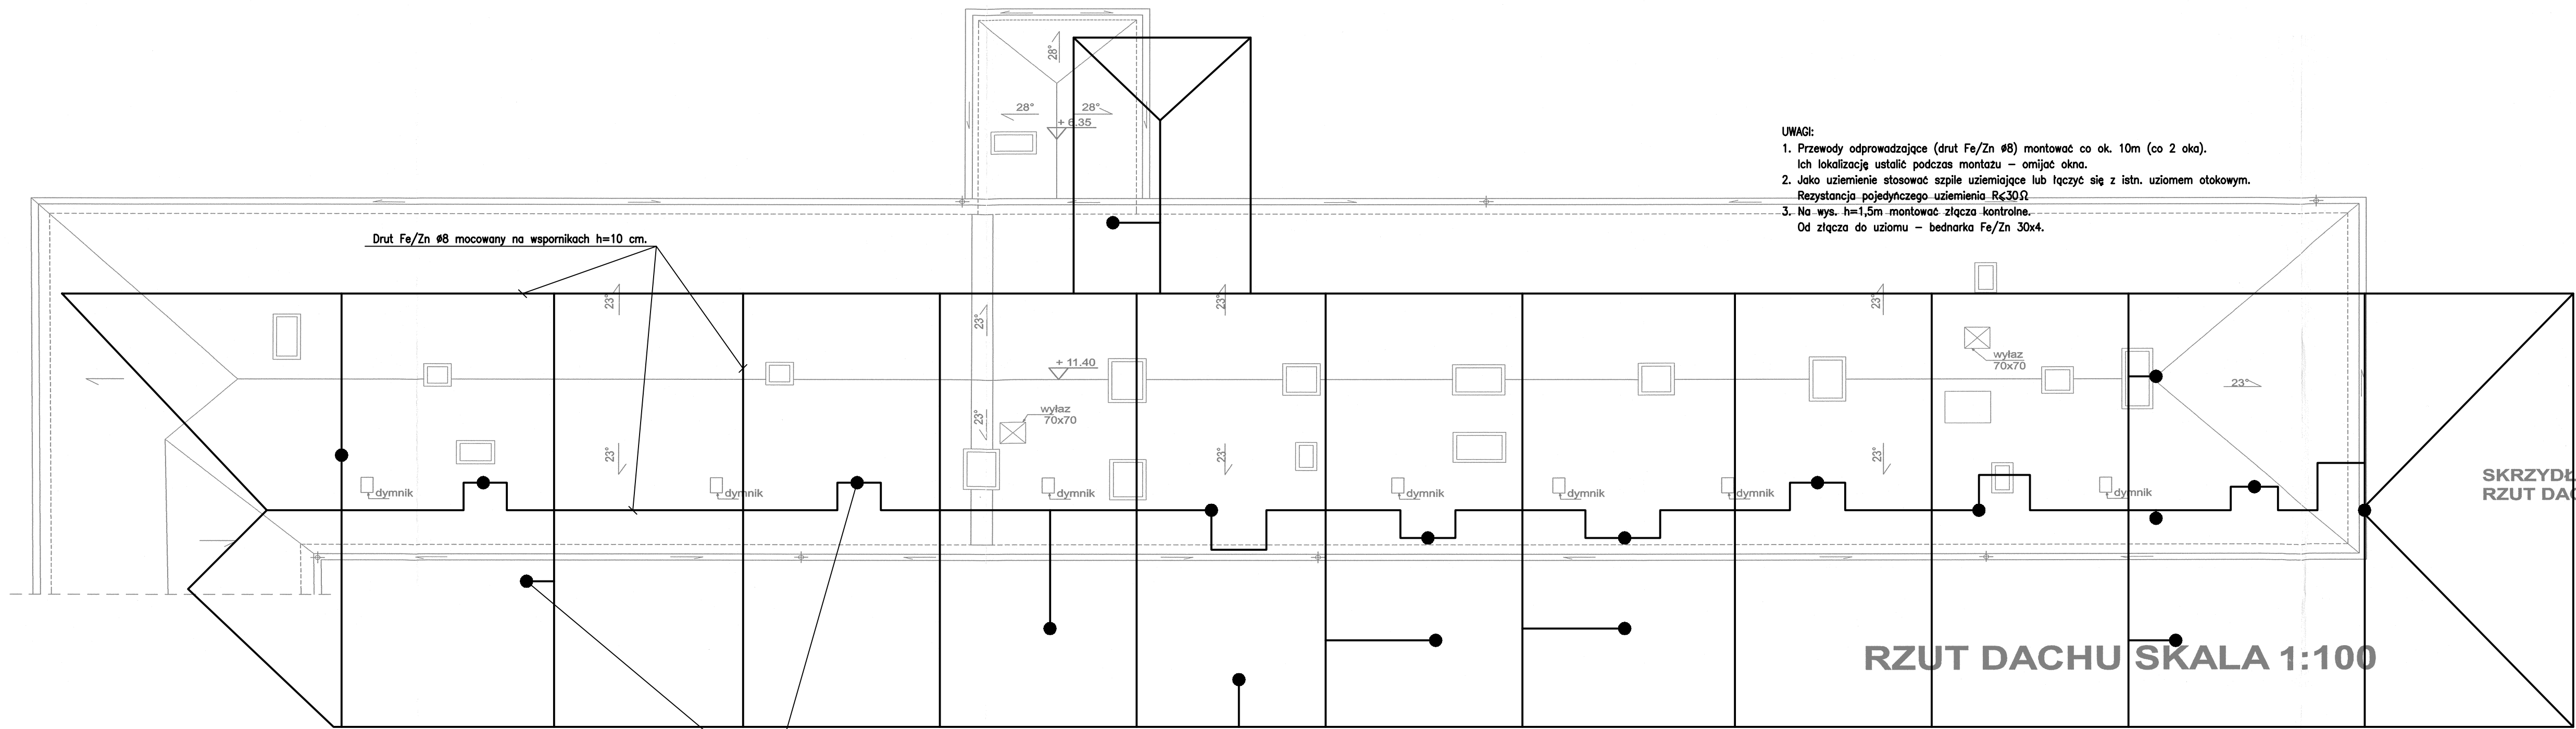 28°
28°
28°
+ 6.35
UWAGI:
1. Przewody odprowadzające (drut Fe/Zn ø8) montować co ok. 10m (co 2 oka).
Ich lokalizację ustalić podczas montażu – omijać okna.
2. Jako uziemienie stosować szpile uziemiające lub łączyć się z istn. uziomem otokowym.
Rezystancja pojedyńczego uziemienia R⩽30Ω
3. Na wys. h=1,5m montować złącza kontrolne.
Od złącza do uziomu – bednarka Fe/Zn 30x4.
Drut Fe/Zn ø8 mocowany na wspornikach h=10 cm.
23°
23°
23°
23°
+ 11.40
wyłaz
70x70
23°
wyłaz
70x70
23°
23°
23°
23°
dymnik
dymnik
dymnik
dymnik
dymnik
dymnik
dymnik
SKRZYDŁ
RZUT DAC
RZUT DACHU SKALA 1:100